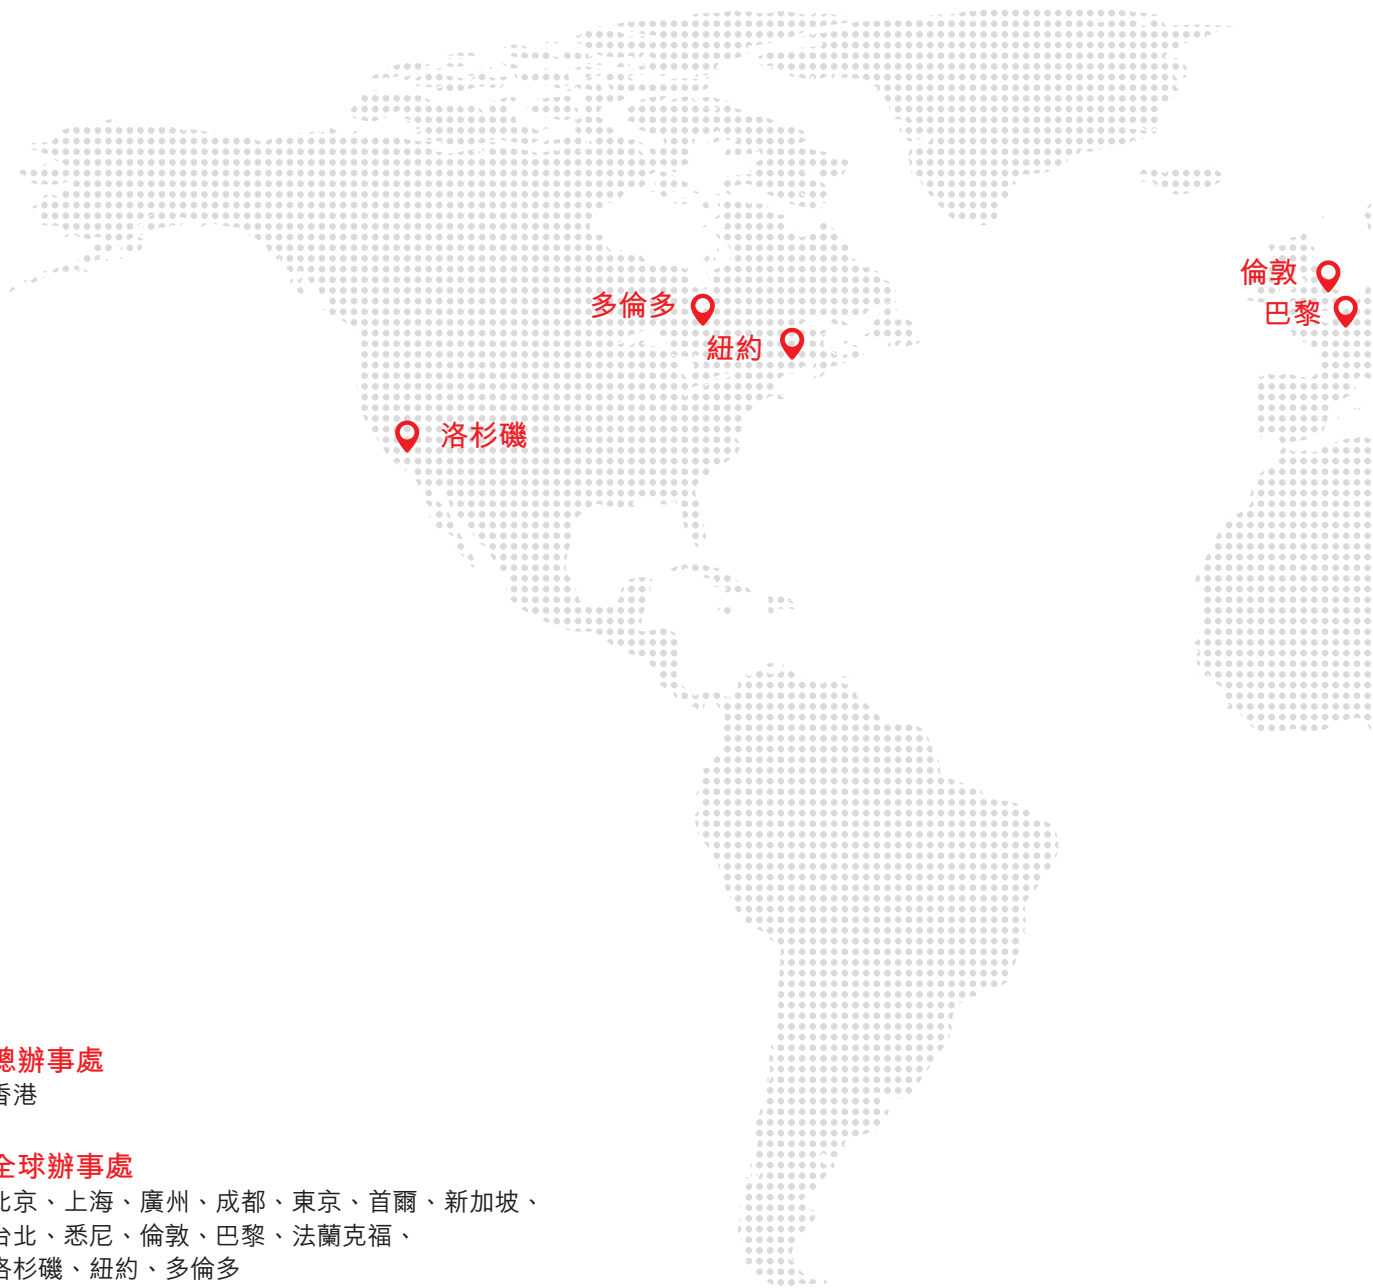 倫敦
多倫多
巴黎
紐約
洛杉磯
總辦事處
香港
全球辦事處
北京、上海、廣州、成都、東京、首爾、新加坡、
台北、悉尼、倫敦、巴黎、法蘭克福、
洛杉磯、紐約、多倫多